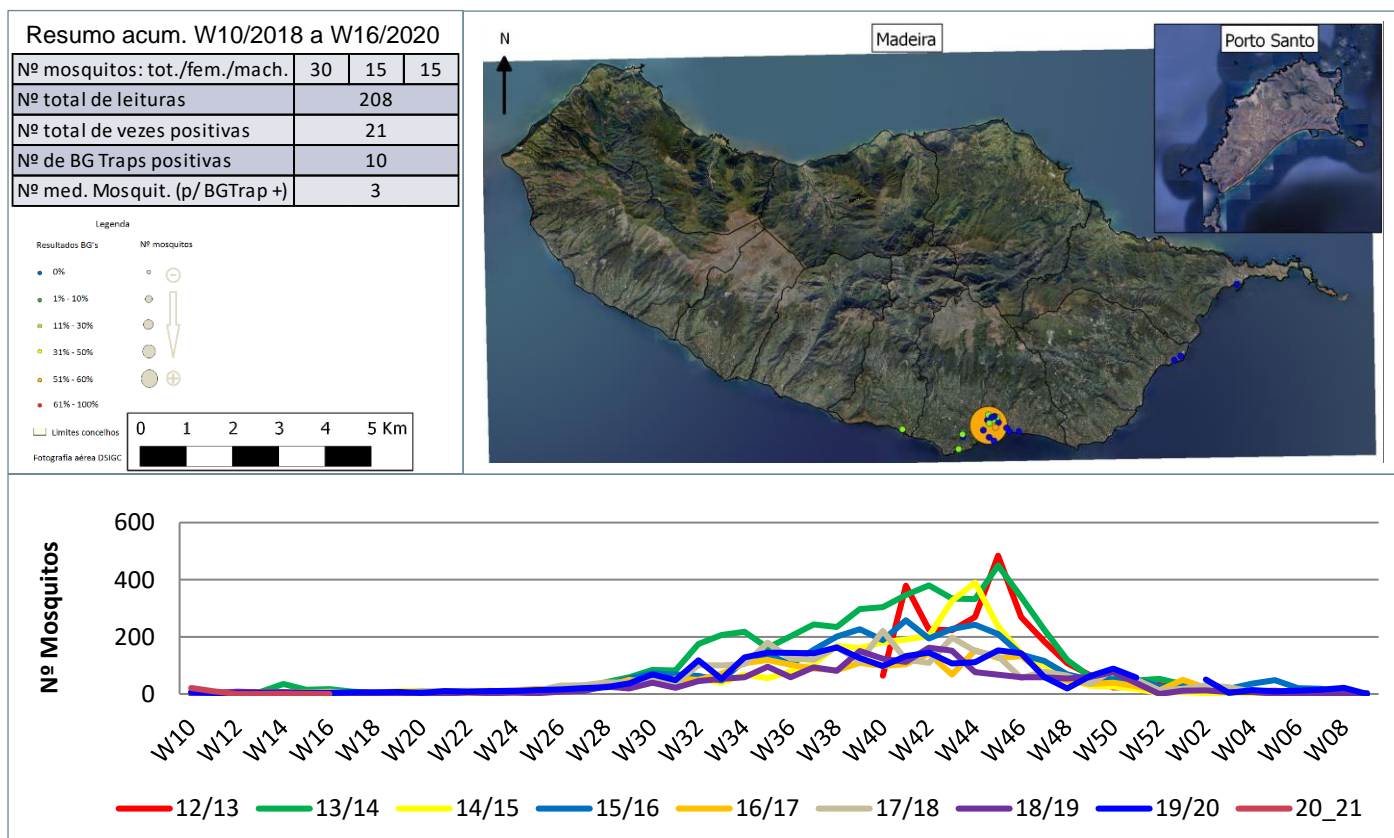 Resumo acum. W10/2018 a W16/2020
Nº mosquitos: tot./fem./mach. 30 15 15
Nº total de leituras 208
Nº total de vezes positivas 21
Nº de BG Traps positivas 10
Nº med. Mosquit. (p/ BGTrap +) 3
Legenda
Resultados BG's Nº mosquitos
0%
1% - 10%
11% - 30%
31% - 50%
51% - 60%
61% - 100%
Limites concelhos
Fotografia aérea DSIGC
0 1 2 3 4 5 Km
N
Madeira
Porto Santo
Nº Mosquitos
600
400
200
0
W10 W12 W14 W16 W18 W20 W22 W24 W26 W28 W30 W32 W34 W36 W38 W40 W42 W44 W46 W48 W50 W52 W02 W04 W06 W08
12/13 13/14 14/15 15/16 16/17 17/18 18/19 19/20 20_21